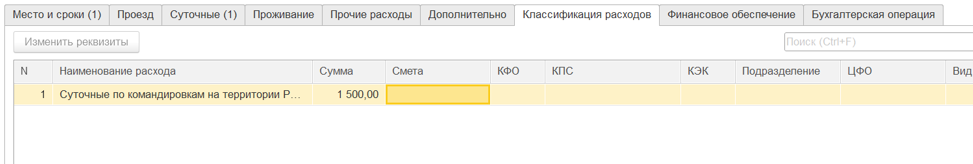 Место и сроки (1) Проезд Суточные (1) Проживание Прочие расходы Дополнительно Классификация расходов Финансовое обеспечение Бухгалтерская операция
Изменить реквизиты Поиск (Ctrl+F)
N Наименование расхода Сумма Смета КФО КПС КЭК Подразделение ЦФО Вид
1 Суточные по командировкам на территории Р... 1 500,00